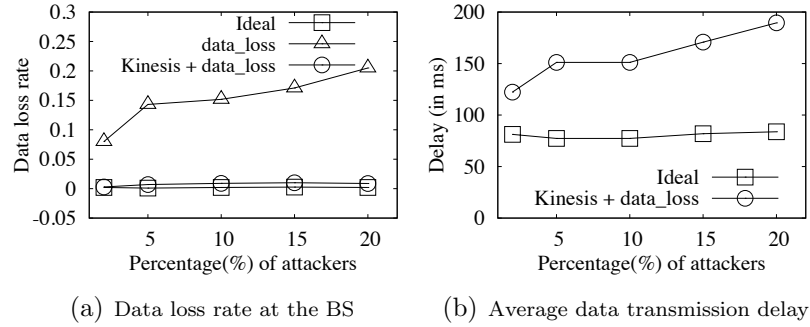 Data loss rate
0.3
0.25
0.2
0.15
0.1
0.05
0
-0.05
Ideal
data_loss
Kinesis + data_loss
5 10 15 20
Percentage(%) of attackers
(a) Data loss rate at the BS
Delay (in ms)
200
150
100
50
0
Ideal
Kinesis + data_loss
5 10 15 20
Percentage(%) of attackers
(b) Average data transmission delay